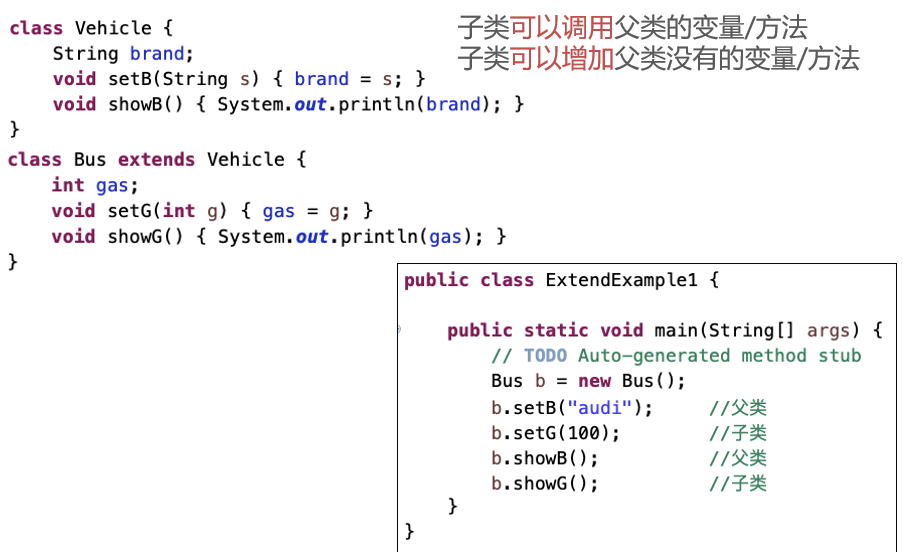 子类可以调用父类的变量/方法
子类可以增加父类没有的变量/方法
class Vehicle {
    String brand;
    void setB(String s) { brand = s; }
    void showB() { System.out.println(brand); }
}
class Bus extends Vehicle {
    int gas;
    void setG(int g) { gas = g; }
    void showG() { System.out.println(gas); }
}
public class ExtendExample1 {
    public static void main(String[] args) {
        // TODO Auto-generated method stub
        Bus b = new Bus();
        b.setB("audi");     //父类
        b.setG(100);        //子类
        b.showB();          //父类
        b.showG();          //子类
    }
}